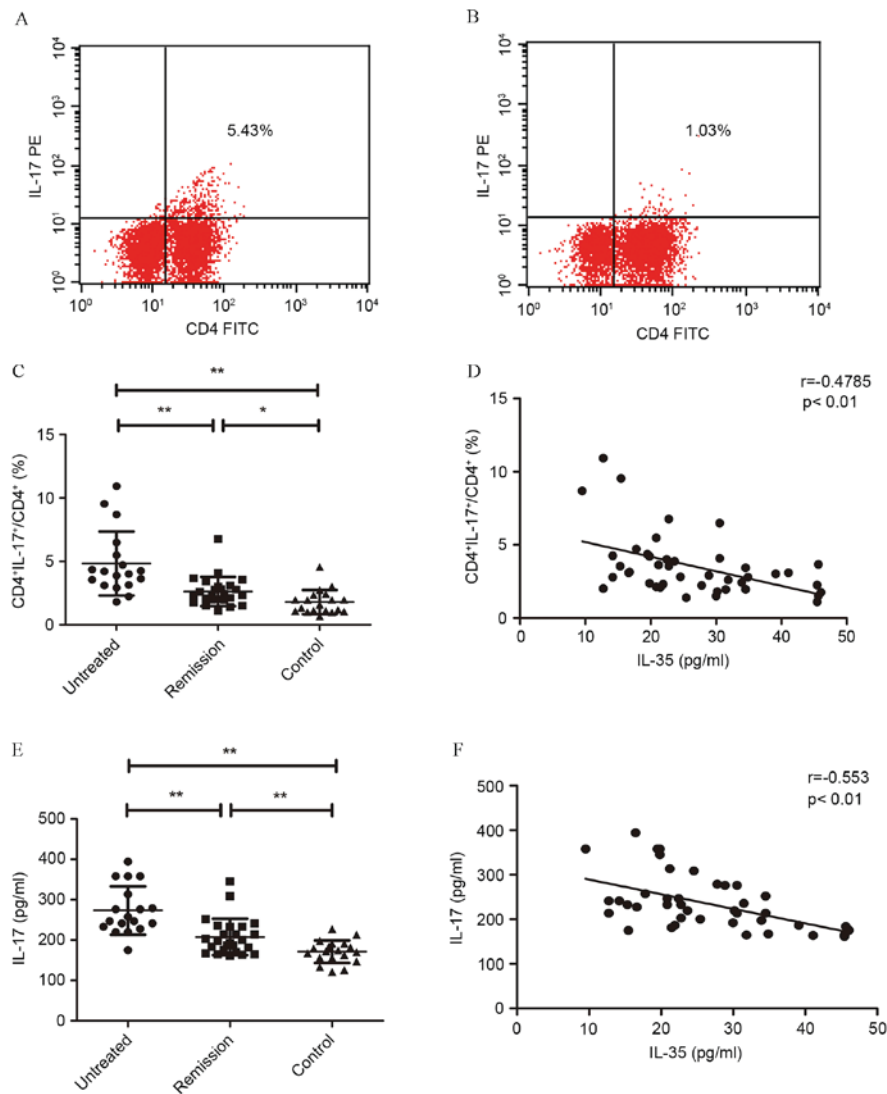 A
10⁴
10³
10²
10¹
10⁰
IL-17 PE
5.43%
10⁰ 10¹ 10² 10³ 10⁴
CD4 FITC
B
10⁴
10³
10²
10¹
10⁰
IL-17 PE
1.03%
10⁰ 10¹ 10² 10³ 10⁴
CD4 FITC
C
**
** *
15
10
5
0
CD4⁺IL-17⁺/CD4⁺ (%)
Untreated
Remission
Control
D
r=-0.4785
p< 0.01
15
10
5
0
CD4⁺IL-17⁺/CD4⁺ (%)
0 10 20 30 40 50
IL-35 (pg/ml)
E
**
** **
500
400
300
200
100
0
IL-17 (pg/ml)
Untreated
Remission
Control
F
r=-0.553
p< 0.01
500
400
300
200
100
0
IL-17 (pg/ml)
0 10 20 30 40 50
IL-35 (pg/ml)